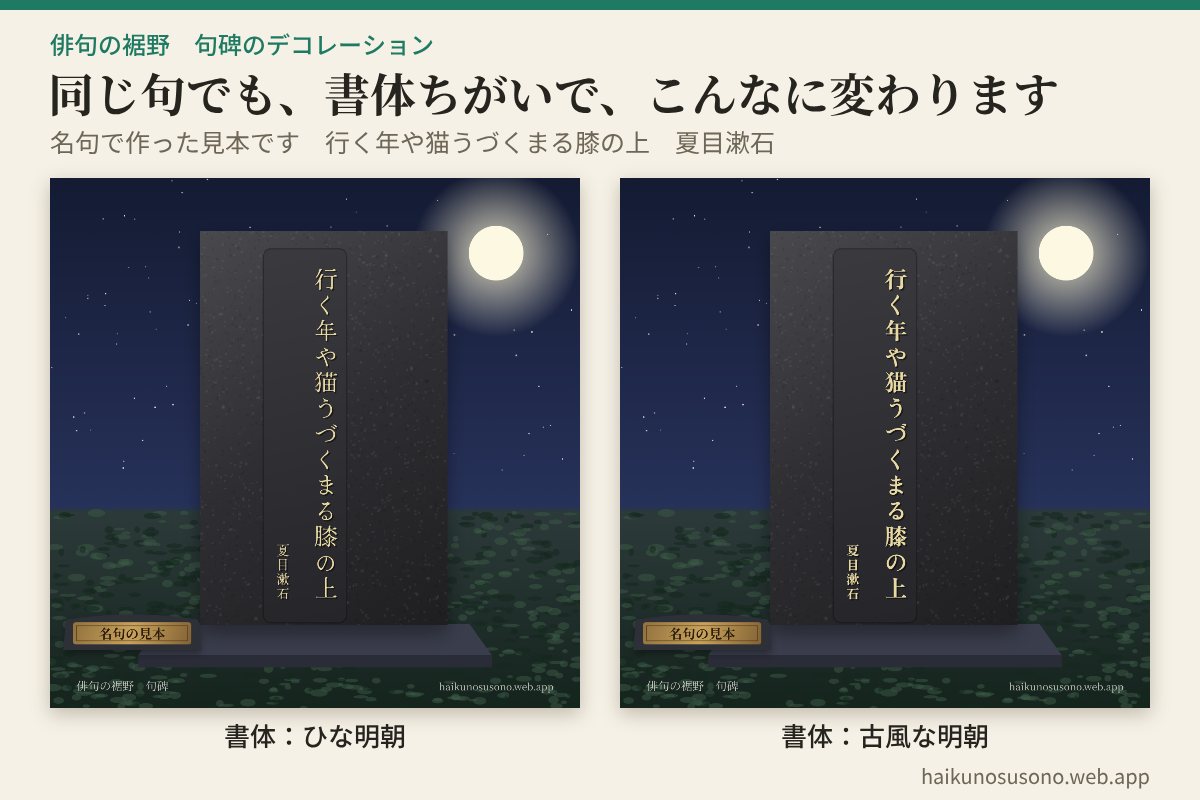 俳句の裾野　句碑のデコレーション
同じ句でも、書体ちがいで、こんなに変わります
名句で作った見本です　行く年や猫うづくまる膝の上　夏目漱石
行く年や猫うづくまる膝の上
夏目漱石
名句の見本
俳句の裾野　句碑
haikunosusono.web.app
書体：ひな明朝
行く年や猫うづくまる膝の上
夏目漱石
名句の見本
俳句の裾野　句碑
haikunosusono.web.app
書体：古風な明朝
haikunosusono.web.app